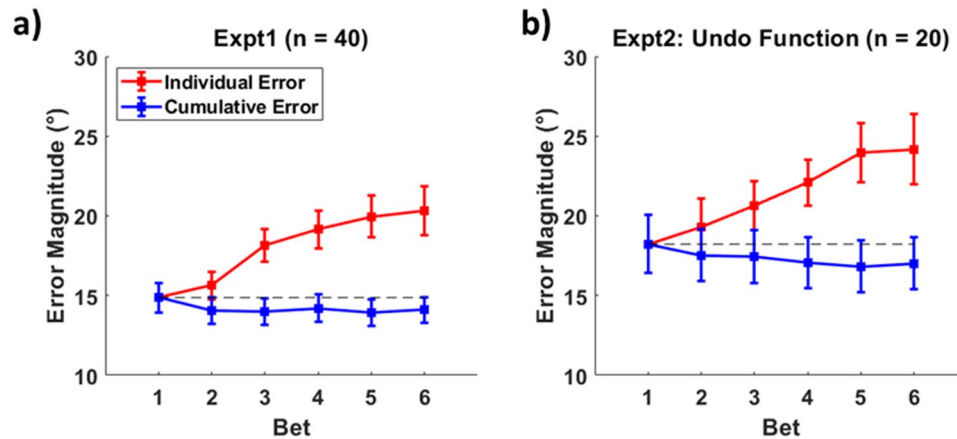 a)
Expt1 (n = 40)
30
25
20
15
10
Error Magnitude (°)
Individual Error
Cumulative Error
1 2 3 4 5 6
Bet
b)
Expt2: Undo Function (n = 20)
30
25
20
15
10
Error Magnitude (°)
1 2 3 4 5 6
Bet